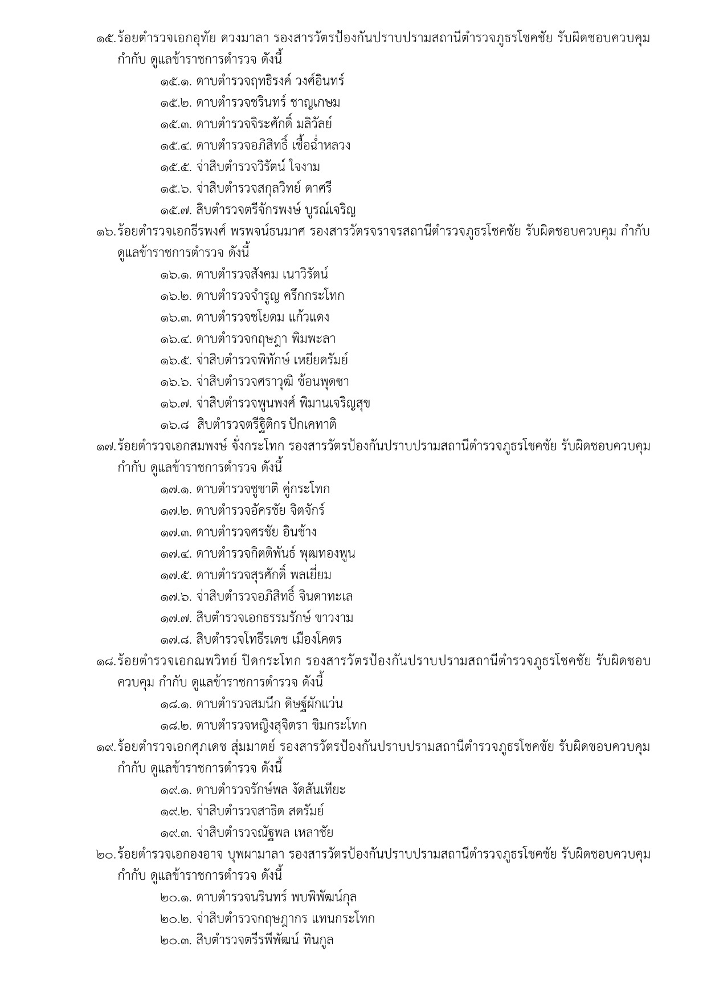 ๑๕.ร้อยตำรวจเอกอุทัย ดวงมาลา รองสารวัตรป้องกันปราบปรามสถานีตำรวจภูธรโชคชัย รับผิดชอบควบคุม
กำกับ ดูแลข้าราชการตำรวจ ดังนี้
๑๕.๑. ดาบตำรวจฤทธิรงค์ วงศ์อินทร์
๑๕.๒. ดาบตำรวจชรินทร์ ชาญเกษม
๑๕.๓. ดาบตำรวจจิระศักดิ์ มลิวัลย์
๑๕.๔. ดาบตำรวจอภิสิทธิ์ เชื้อฉ่ำหลวง
๑๕.๕. จ่าสิบตำรวจวิรัตน์ ใจงาม
๑๕.๖. จ่าสิบตำรวจสกุลวิทย์ ดาศรี
๑๕.๗. สิบตำรวจตรีจักรพงษ์ บูรณ์เจริญ
๑๖.ร้อยตำรวจเอกธีรพงศ์ พรพจน์ธนมาศ รองสารวัตรจราจรสถานีตำรวจภูธรโชคชัย รับผิดชอบควบคุม กำกับ
ดูแลข้าราชการตำรวจ ดังนี้
๑๖.๑. ดาบตำรวจสังคม เนาวิรัตน์
๑๖.๒. ดาบตำรวจจำรูญ ครึกกระโทก
๑๖.๓. ดาบตำรวจชโยดม แก้วแดง
๑๖.๔. ดาบตำรวจกฤษฎา พิมพะลา
๑๖.๕. จ่าสิบตำรวจพิทักษ์ เหยียดรัมย์
๑๖.๖. จ่าสิบตำรวจศราวุฒิ ช้อนพุดซา
๑๖.๗. จ่าสิบตำรวจพูนพงศ์ พิมานเจริญสุข
๑๖.๘ สิบตำรวจตรีฐิติกร ปักเคทาติ
๑๗.ร้อยตำรวจเอกสมพงษ์ จั่งกระโทก รองสารวัตรป้องกันปราบปรามสถานีตำรวจภูธรโชคชัย รับผิดชอบควบคุม
กำกับ ดูแลข้าราชการตำรวจ ดังนี้
๑๗.๑. ดาบตำรวจชูชาติ คู่กระโทก
๑๗.๒. ดาบตำรวจอัครชัย จิตจักร์
๑๗.๓. ดาบตำรวจศรชัย อินช้าง
๑๗.๔. ดาบตำรวจกิตติพันธ์ พุฒทองพูน
๑๗.๕. ดาบตำรวจสุรศักดิ์ พลเยี่ยม
๑๗.๖. จ่าสิบตำรวจอภิสิทธิ์ จินดาทะเล
๑๗.๗. สิบตำรวจเอกธรรมรักษ์ ขาวงาม
๑๗.๘. สิบตำรวจโทธีรเดช เมืองโคตร
๑๘.ร้อยตำรวจเอกณพวิทย์ ปิดกระโทก รองสารวัตรป้องกันปราบปรามสถานีตำรวจภูธรโชคชัย รับผิดชอบ
ควบคุม กำกับ ดูแลข้าราชการตำรวจ ดังนี้
๑๘.๑. ดาบตำรวจสมนึก ดิษฐ์ผักแว่น
๑๘.๒. ดาบตำรวจหญิงสุจิตรา ขิมกระโทก
๑๙.ร้อยตำรวจเอกศุภเดช สุ่มมาตย์ รองสารวัตรป้องกันปราบปรามสถานีตำรวจภูธรโชคชัย รับผิดชอบควบคุม
กำกับ ดูแลข้าราชการตำรวจ ดังนี้
๑๙.๑. ดาบตำรวจรักษ์พล งัดสันเทียะ
๑๙.๒. จ่าสิบตำรวจสาธิต สดรัมย์
๑๙.๓. จ่าสิบตำรวจณัฐพล เหลาชัย
๒๐.ร้อยตำรวจเอกองอาจ บุพผามาลา รองสารวัตรป้องกันปราบปรามสถานีตำรวจภูธรโชคชัย รับผิดชอบควบคุม
กำกับ ดูแลข้าราชการตำรวจ ดังนี้
๒๐.๑. ดาบตำรวจนรินทร์ พบพิพัฒน์กุล
๒๐.๒. จ่าสิบตำรวจกฤษฎากร แทนกระโทก
๒๐.๓. สิบตำรวจตรีรพีพัฒน์ ทินกูล